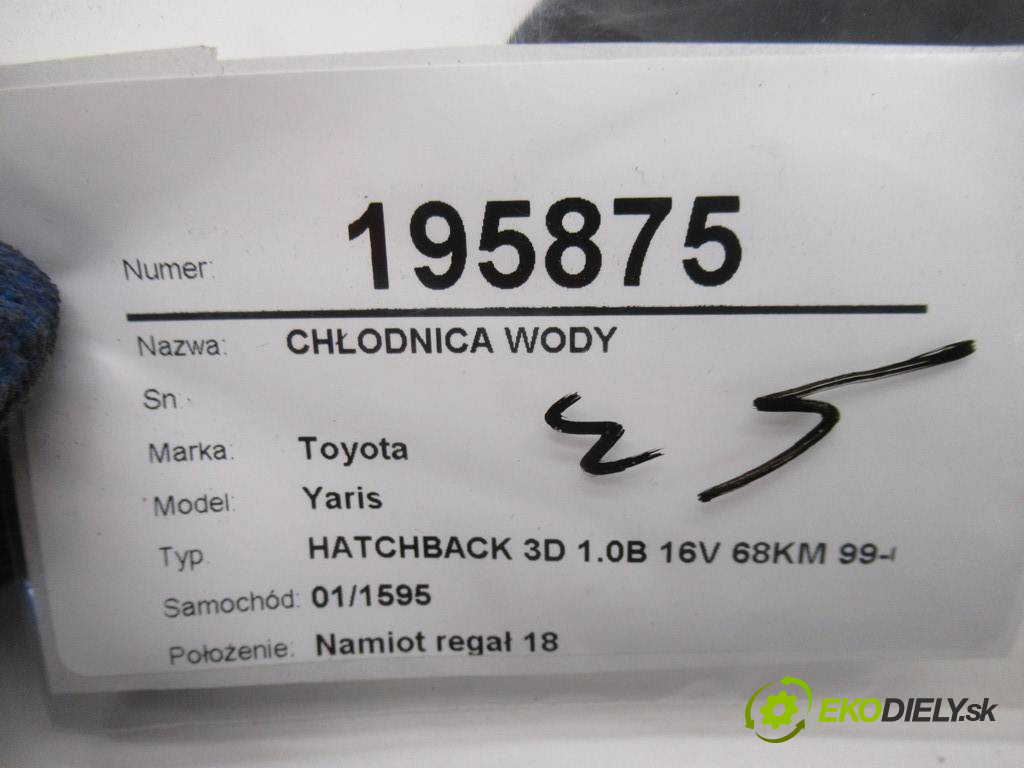 Numer: 195875
Nazwa: CHŁODNICA WODY
Sn.
Marka: Toyota
25
Model: Yaris
Typ. HATCHBACK 3D 1.0B 16V 68KM 99-
Samochód: 01/1595
Położenie: Namiot regał 18
EKODIELY.sk